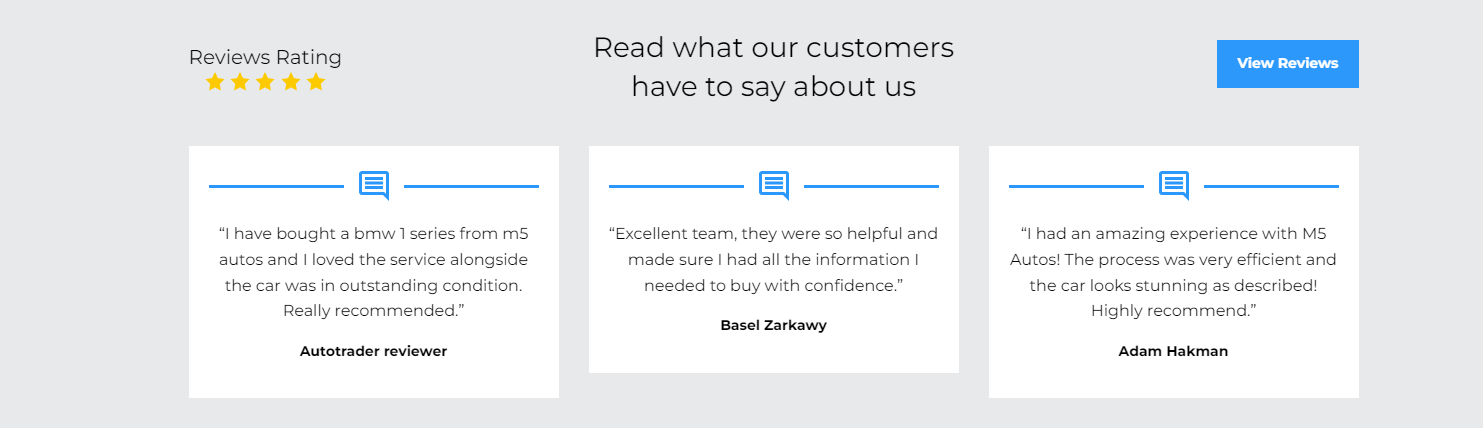 Reviews Rating
Read what our customers
have to say about us
View Reviews
“I have bought a bmw 1 series from m5
autos and I loved the service alongside
the car was in outstanding condition.
Really recommended.”
Autotrader reviewer
“Excellent team, they were so helpful and
made sure I had all the information I
needed to buy with confidence.”
Basel Zarkawy
“I had an amazing experience with M5
Autos! The process was very efficient and
the car looks stunning as described!
Highly recommend.”
Adam Hakman